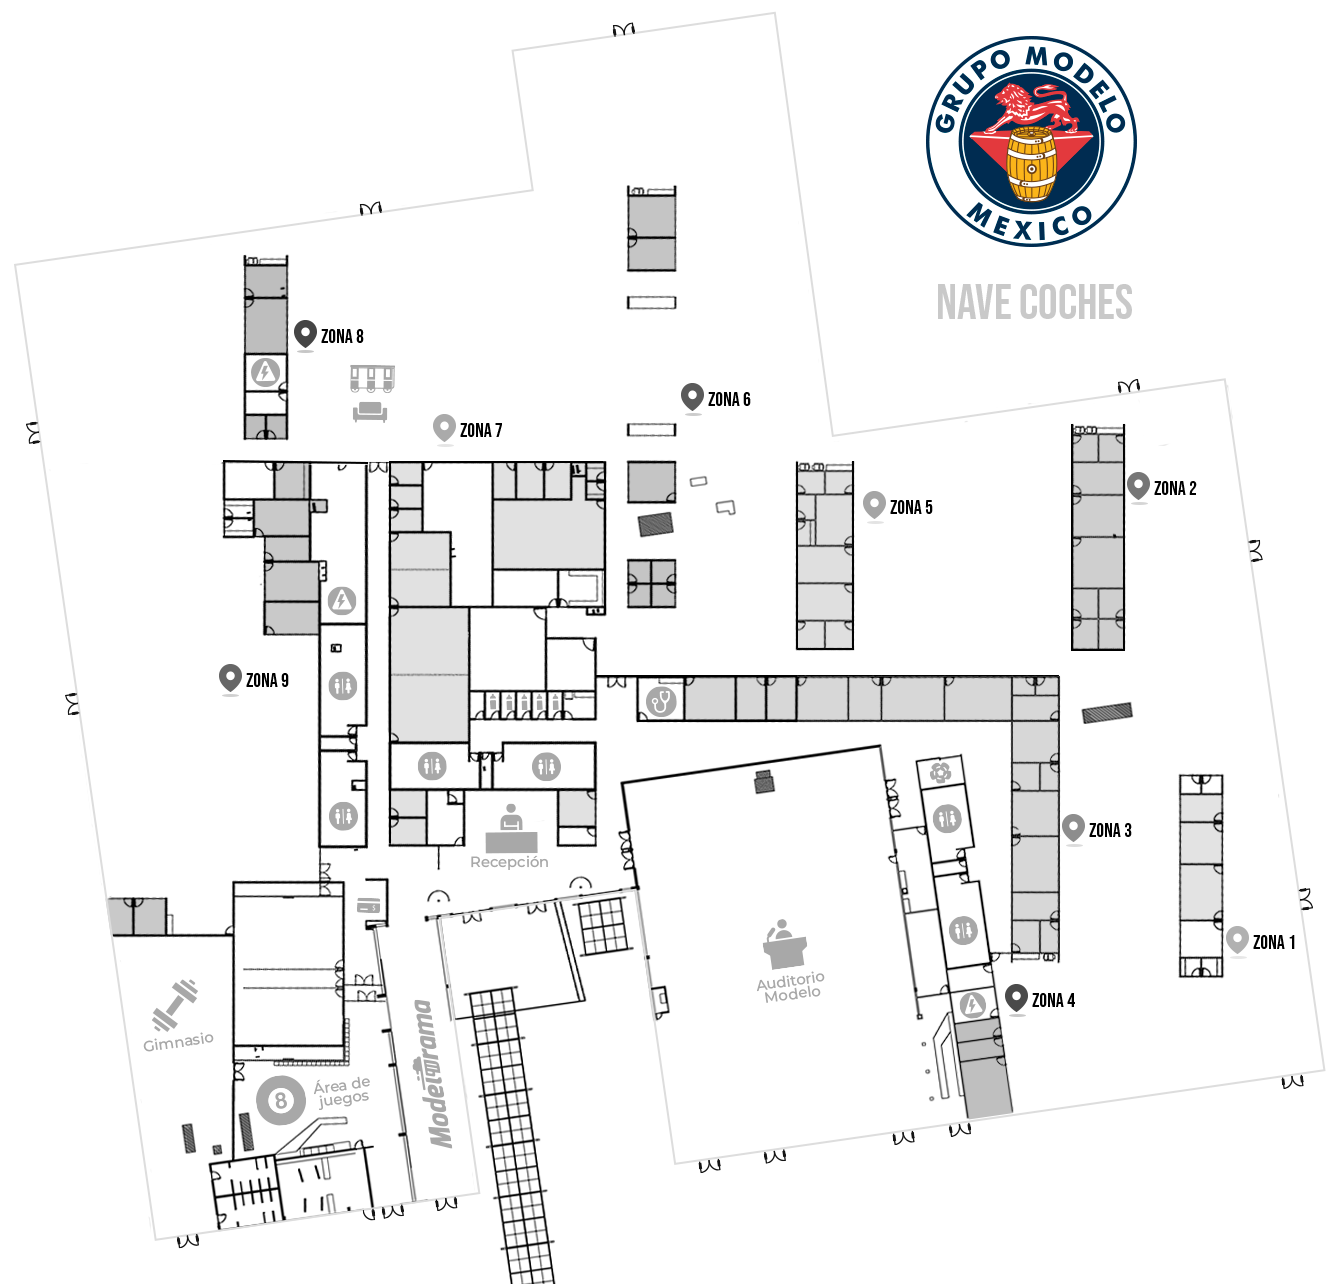 GRUPO MODELO
MEXICO
NAVE COCHES
ZONA 8
ZONA 6
ZONA 7
ZONA 2
ZONA 5
ZONA 9
ZONA 3
Recepción
ZONA 1
Auditorio
Modelo
ZONA 4
Gimnasio
Modelorama
Área de
juegos
8